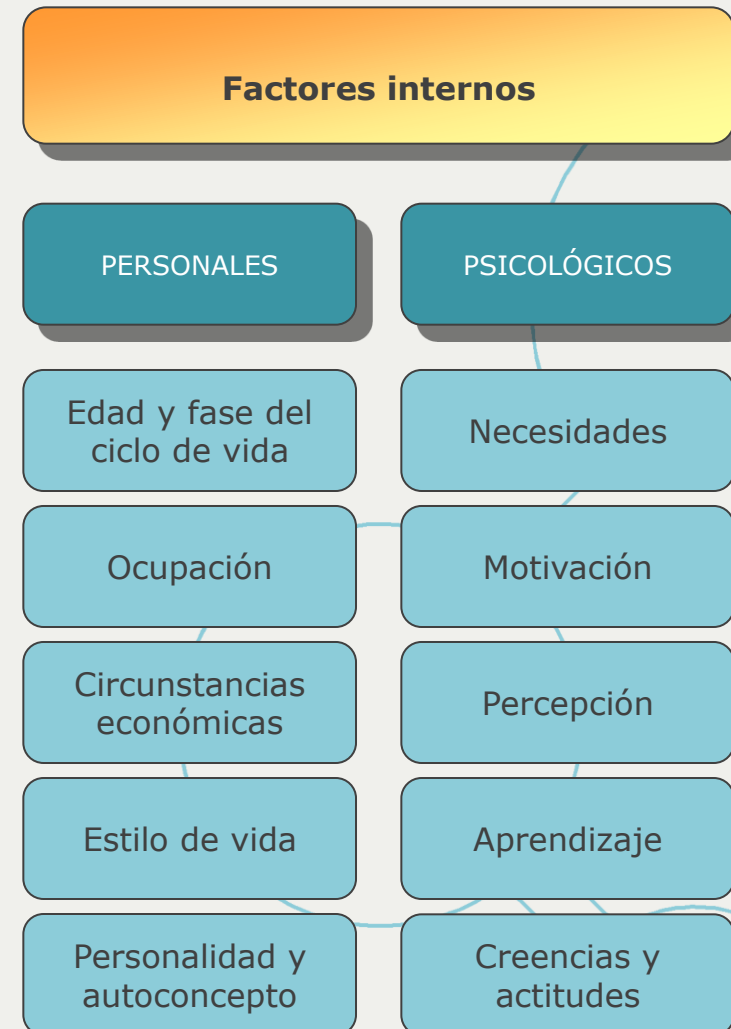 Factores internos
PERSONALES
PSICOLÓGICOS
Edad y fase del
ciclo de vida
Necesidades
Ocupación
Motivación
Circunstancias
económicas
Percepción
Estilo de vida
Aprendizaje
Personalidad y
autoconcepto
Creencias y
actitudes